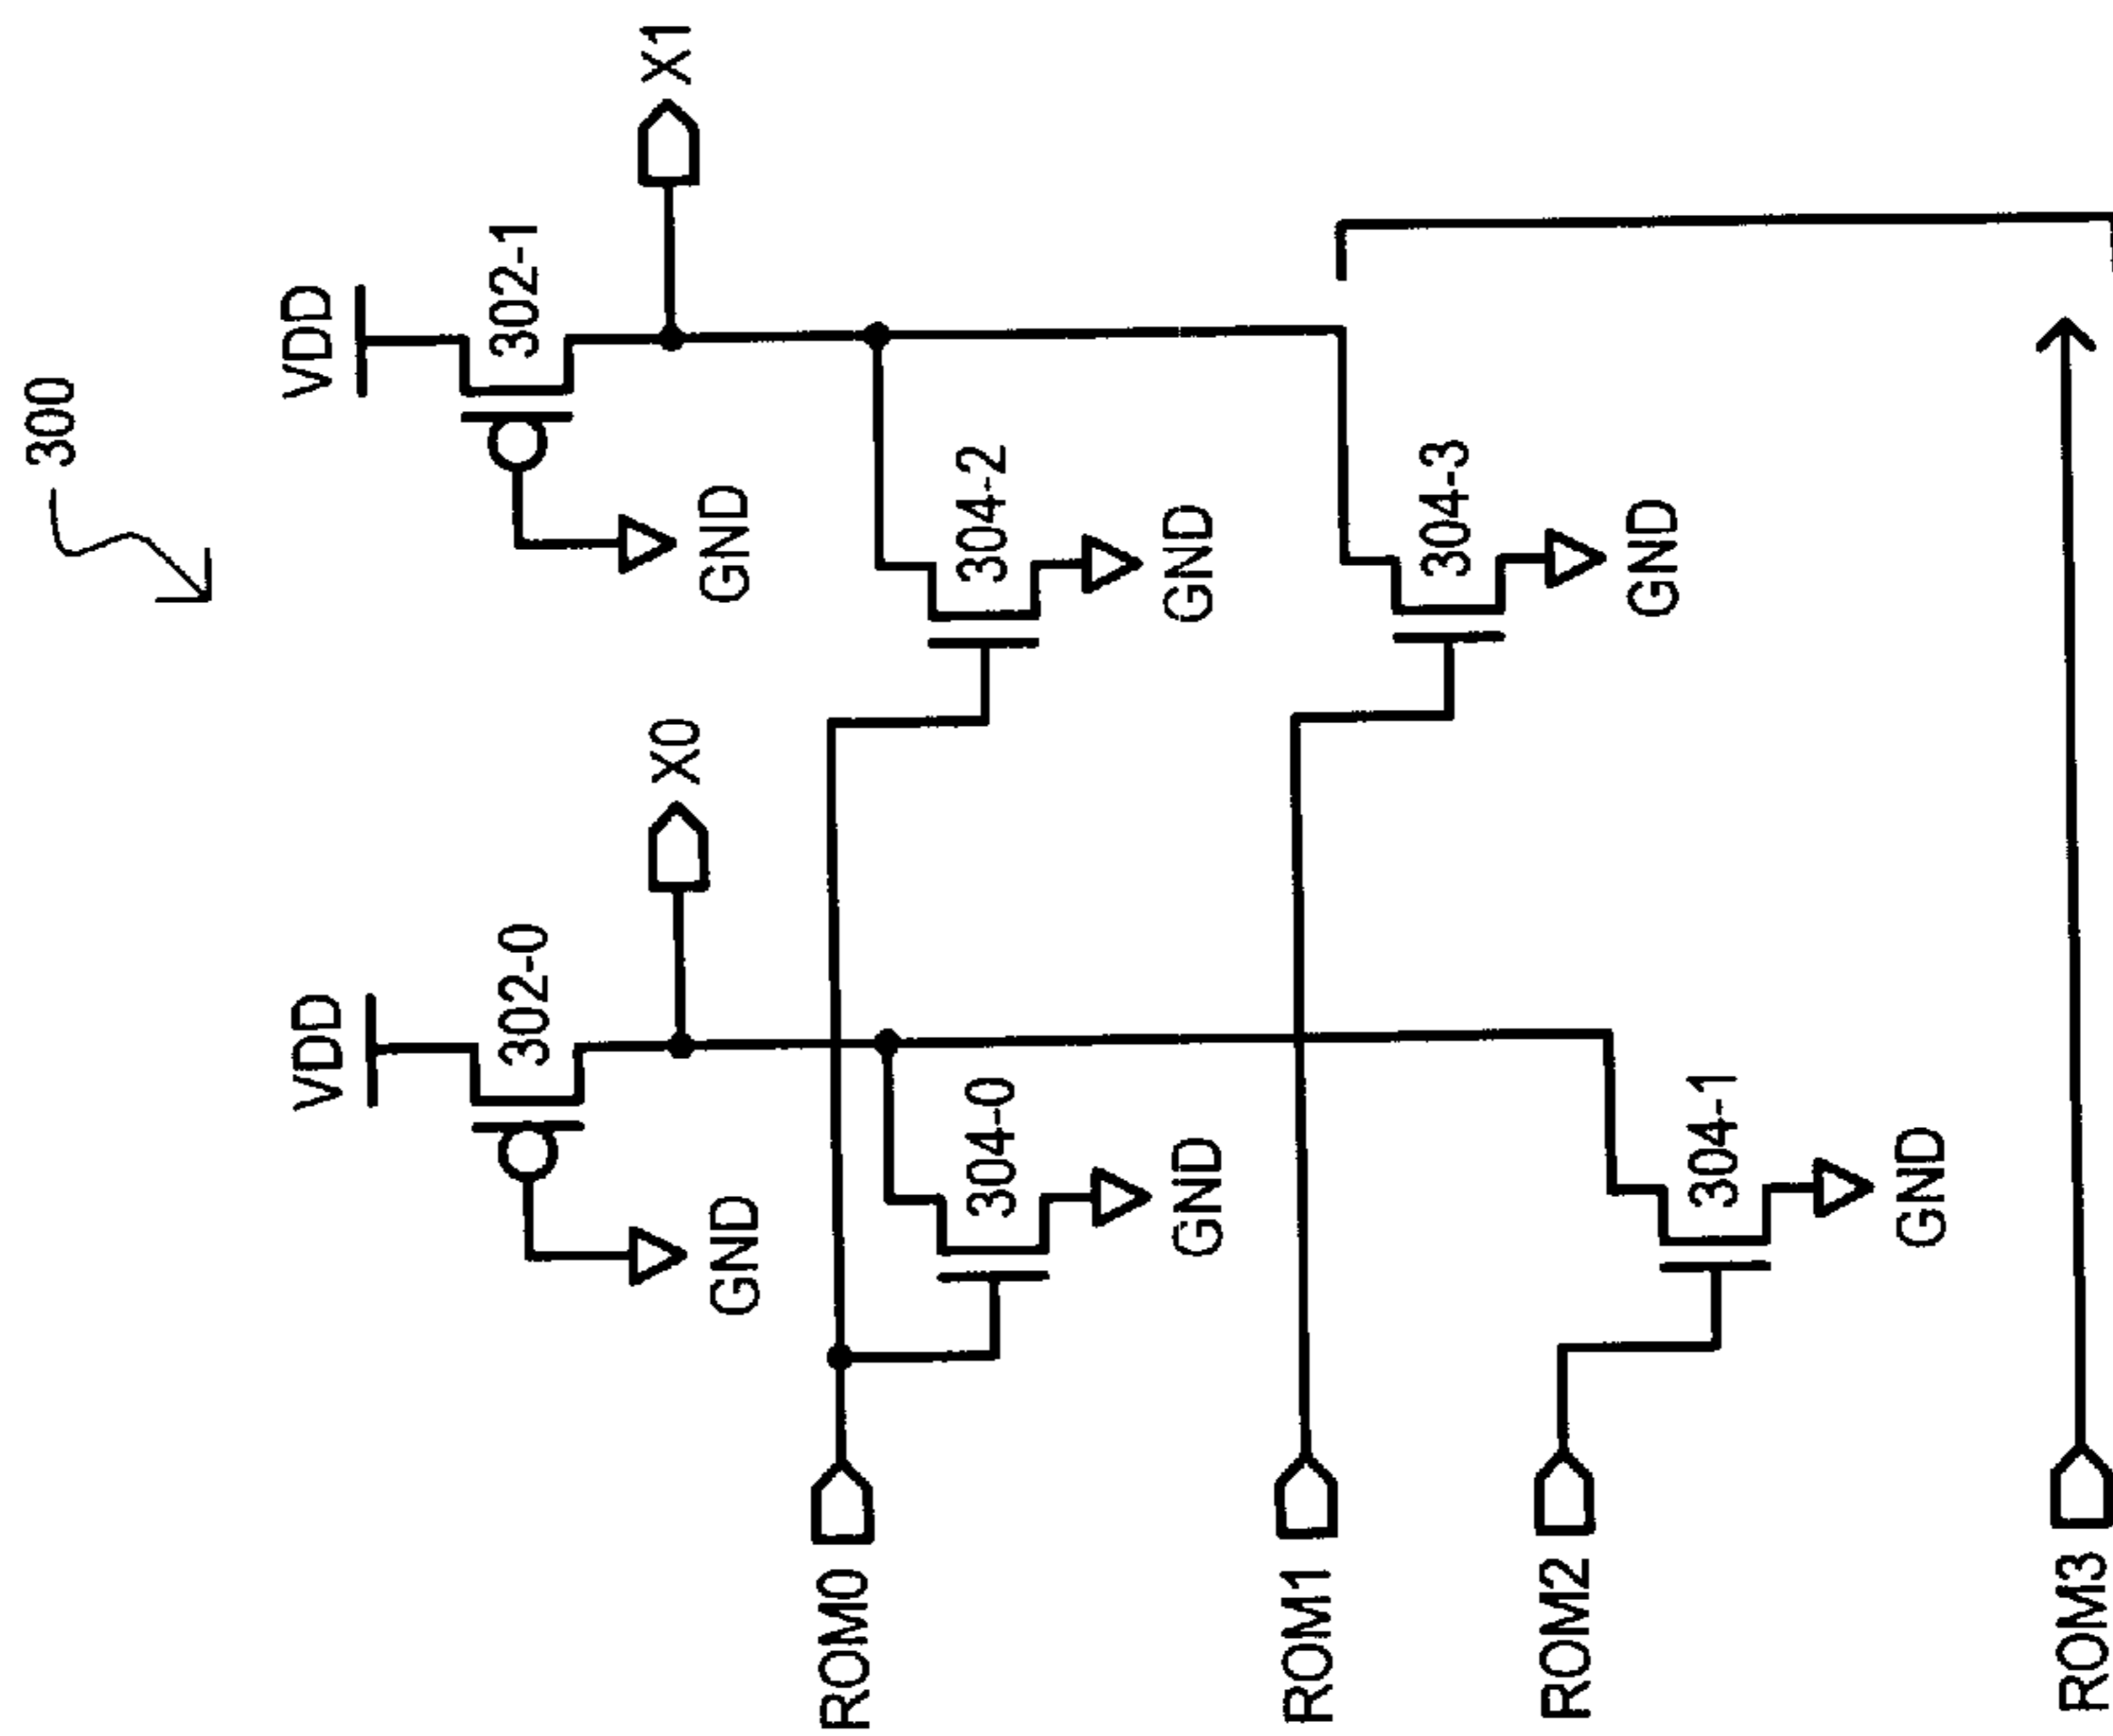 300
VDD
302-1
X1
GND
304-2
GND
304-3
GND
VDD
302-0
X0
GND
304-0
GND
304-1
GND
ROM0
ROM1
ROM2
ROM3